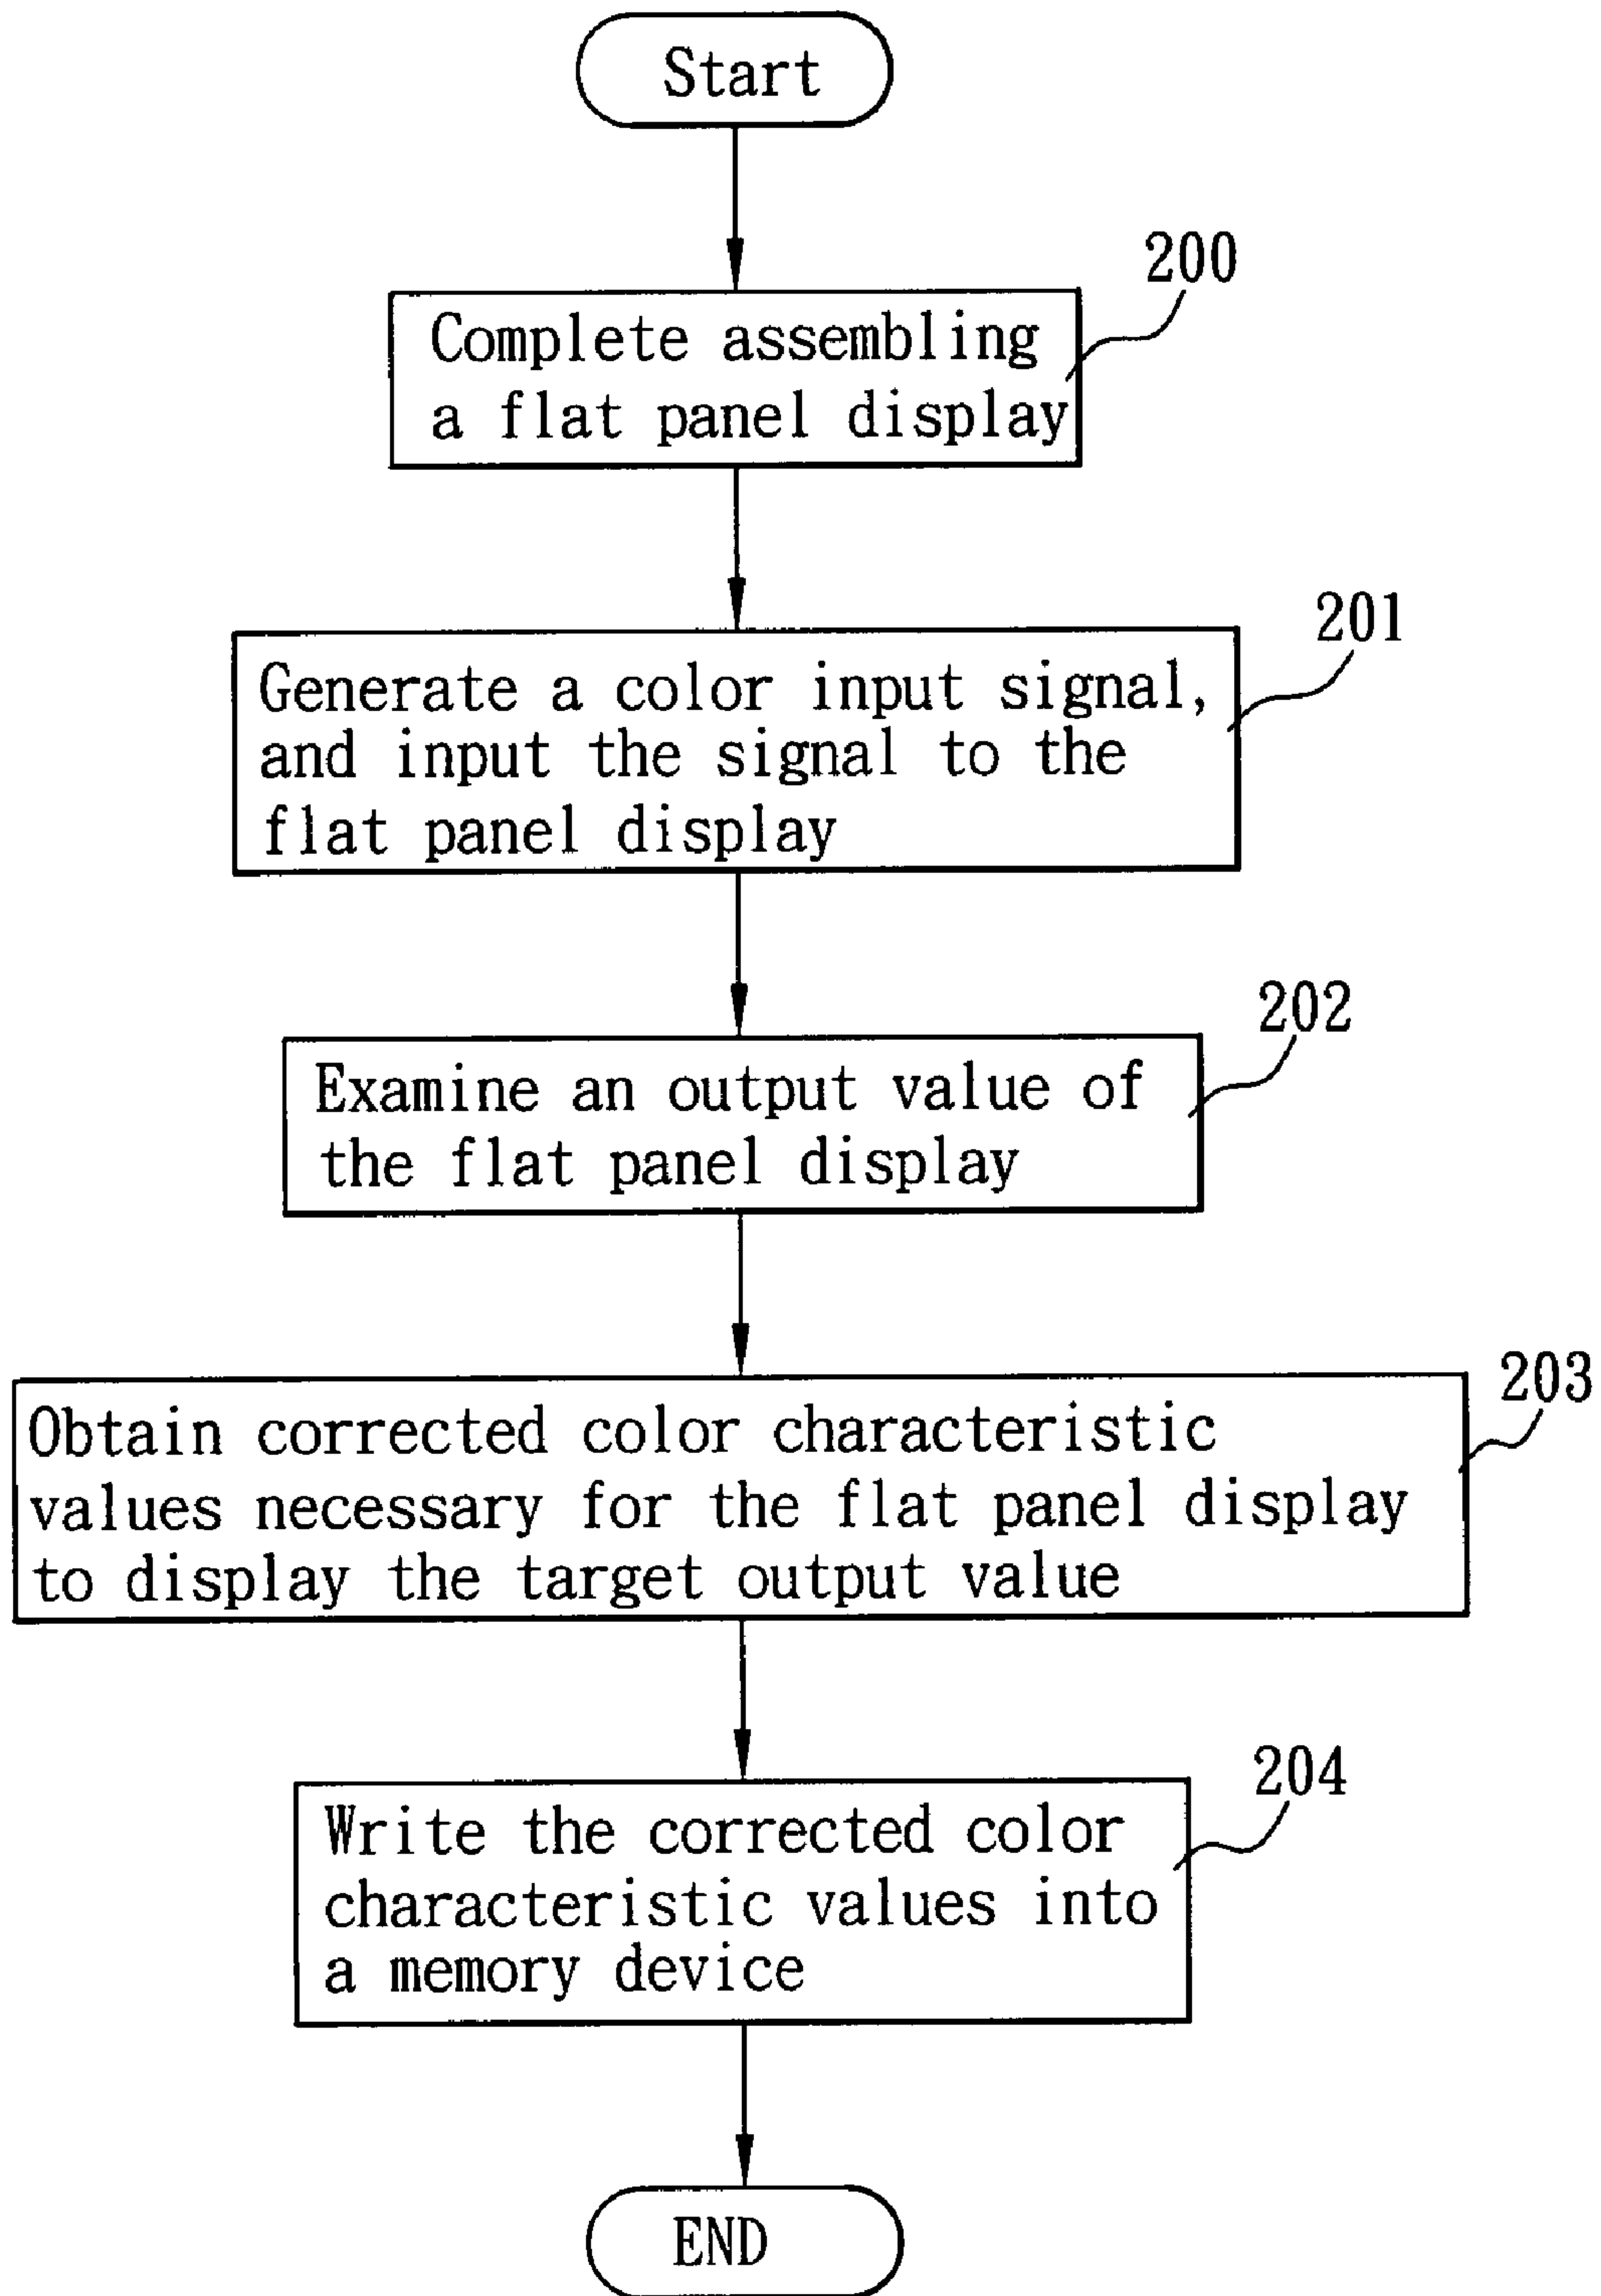 Start
200
Complete assembling
a flat panel display
201
Generate a color input signal,
and input the signal to the
flat panel display
202
Examine an output value of
the flat panel display
203
Obtain corrected color characteristic
values necessary for the flat panel display
to display the target output value
204
Write the corrected color
characteristic values into
a memory device
END